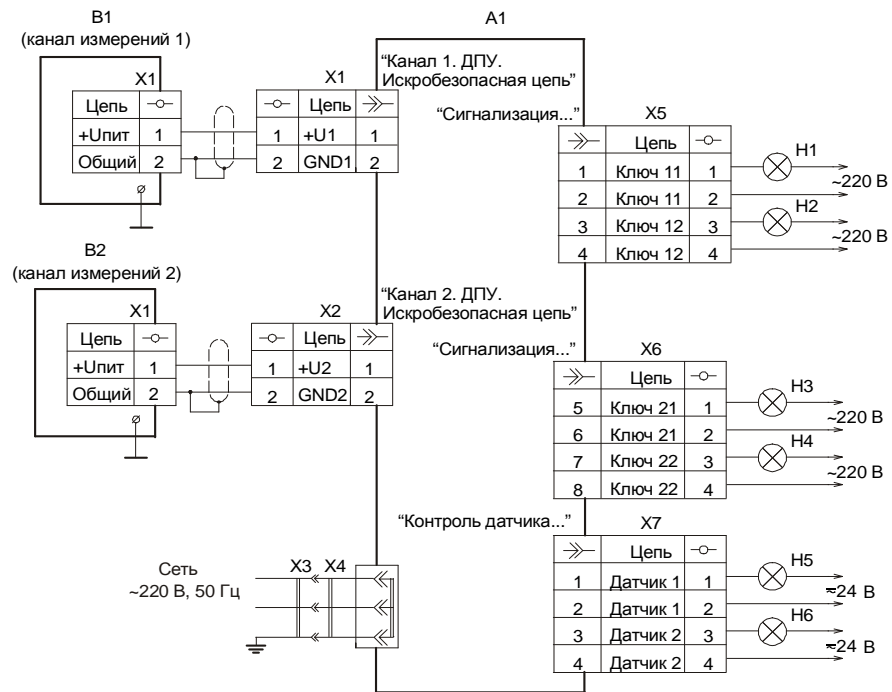 B1
(канал измерений 1)
X1
Цепь
+Uпит 1
Общий 2
X1
Цепь
1 +U1 1
2 GND1 2
A1
“Канал 1. ДПУ.
Искробезопасная цепь”
“Сигнализация...”
X5
Цепь
1 Ключ 11 1
2 Ключ 11 2
3 Ключ 12 3
4 Ключ 12 4
H1
~220 В
H2
~220 В
B2
(канал измерений 2)
X1
Цепь
+Uпит 1
Общий 2
X2
Цепь
1 +U2 1
2 GND2 2
“Канал 2. ДПУ.
Искробезопасная цепь”
“Сигнализация...”
X6
Цепь
5 Ключ 21 1
6 Ключ 21 2
7 Ключ 22 3
8 Ключ 22 4
H3
~220 В
H4
~220 В
“Контроль датчика...”
X7
Цепь
1 Датчик 1 1
2 Датчик 1 2
3 Датчик 2 3
4 Датчик 2 4
H5
≂24 В
H6
≂24 В
Сеть
~220 В, 50 Гц
X3 X4